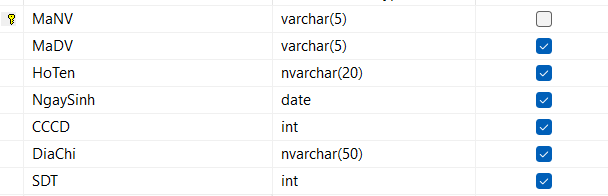 MaNV varchar(5)
MaDV varchar(5)
HoTen nvarchar(20)
NgaySinh date
CCCD int
DiaChi nvarchar(50)
SDT int